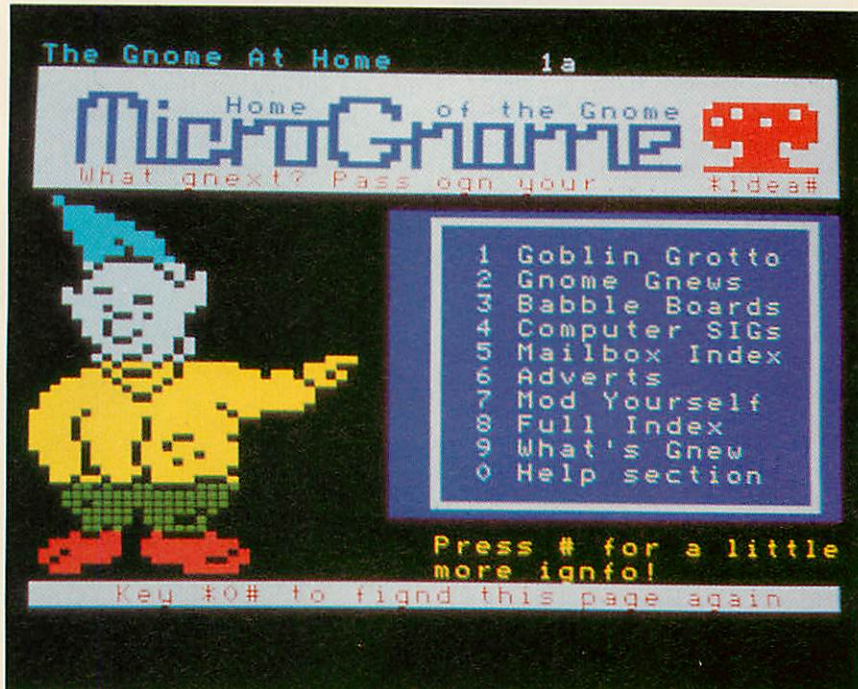 The Gnome At Home 1a
Home of the Gnome
MicroGnome
What gnext? Pass ogn your.... *idea#
1 Goblin Grotto
2 Gnome Gnews
3 Babble Boards
4 Computer SIGs
5 Mailbox Index
6 Adverts
7 Mod Yourself
8 Full Index
9 What's Gnew
0 Help section
Press # for a little
more ignfo!
Key *0# to fignd this page again